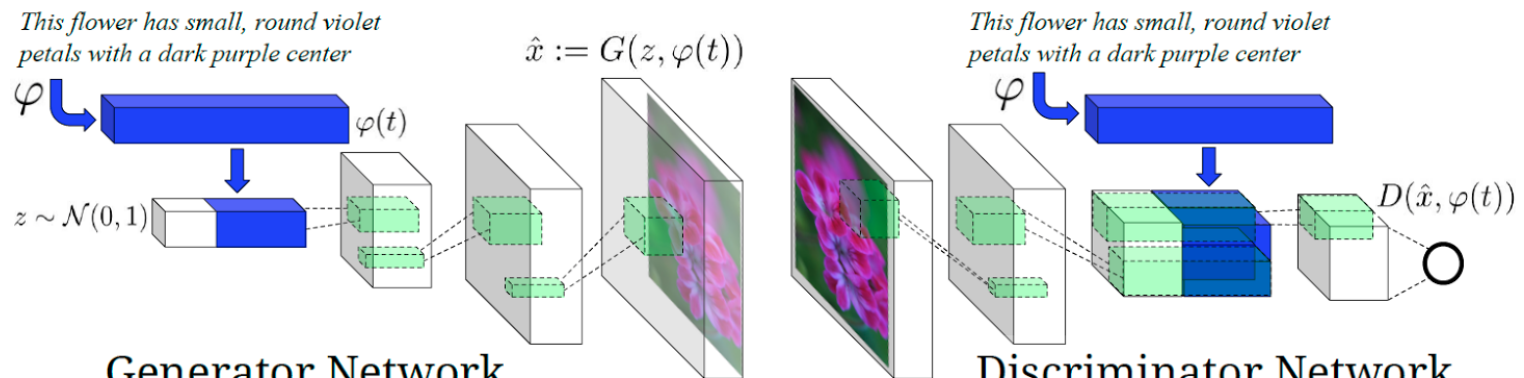 This flower has small, round violet
petals with a dark purple center
φ
φ(t)
z ∼ 𝒩(0, 1)
x̂ := G(z, φ(t))
Generator Network
This flower has small, round violet
petals with a dark purple center
φ
D(x̂, φ(t))
Discriminator Network